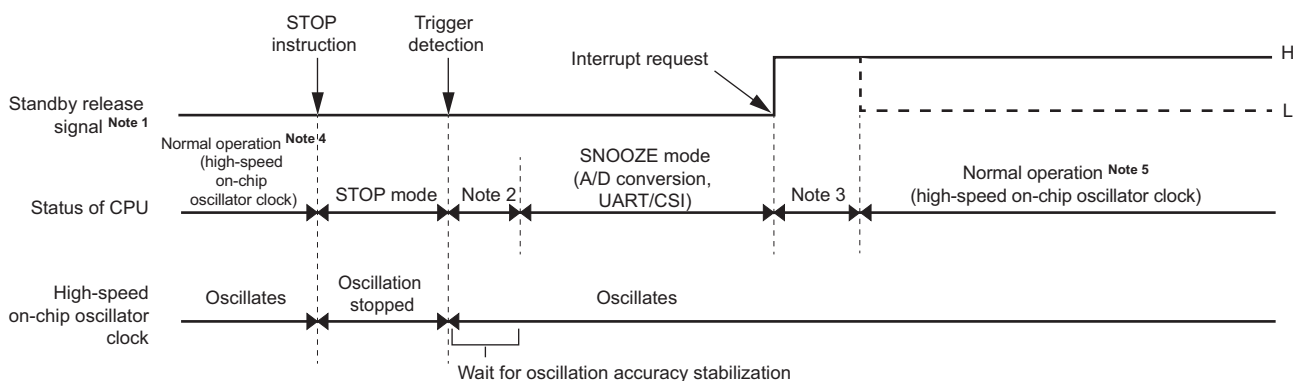 STOP
instruction
Trigger
detection
Interrupt request
H
L
Standby release
signal Note 1
Normal operation Note 4
(high-speed
on-chip
oscillator clock)
SNOOZE mode
(A/D conversion,
UART/CSI)
Normal operation Note 5
(high-speed on-chip oscillator clock)
Status of CPU
STOP mode
Note 2
Note 3
High-speed
on-chip oscillator
clock
Oscillates
Oscillation
stopped
Oscillates
Wait for oscillation accuracy stabilization